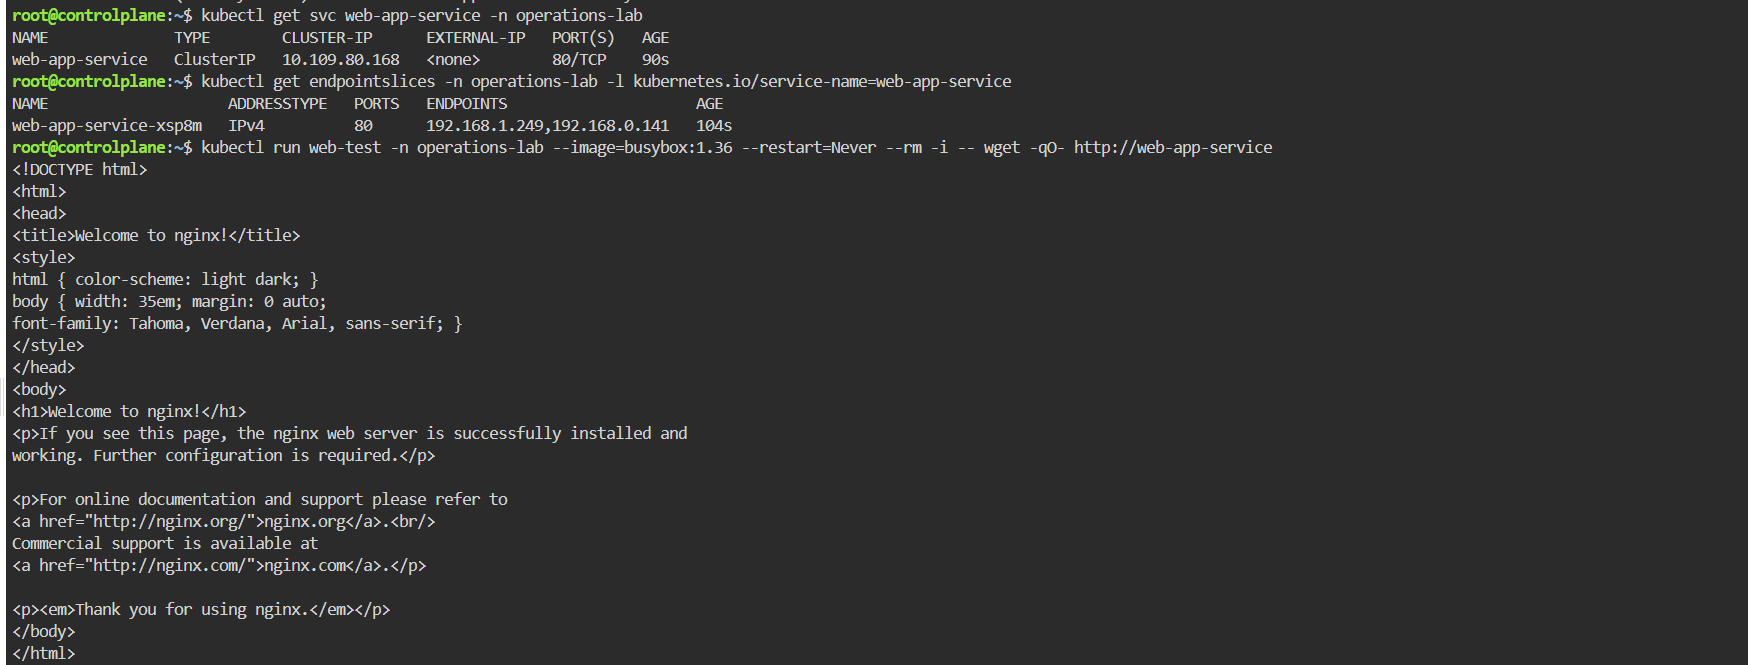 root@controlplane:~$ kubectl get svc web-app-service -n operations-lab
NAME              TYPE        CLUSTER-IP      EXTERNAL-IP   PORT(S)   AGE
web-app-service   ClusterIP   10.109.80.168   <none>        80/TCP    90s
root@controlplane:~$ kubectl get endpointslices -n operations-lab -l kubernetes.io/service-name=web-app-service
NAME                    ADDRESSTYPE   PORTS   ENDPOINTS                     AGE
web-app-service-xsp8m   IPv4          80      192.168.1.249,192.168.0.141   104s
root@controlplane:~$ kubectl run web-test -n operations-lab --image=busybox:1.36 --restart=Never --rm -i -- wget -qO- http://web-app-service
<!DOCTYPE html>
<html>
<head>
<title>Welcome to nginx!</title>
<style>
html { color-scheme: light dark; }
body { width: 35em; margin: 0 auto;
font-family: Tahoma, Verdana, Arial, sans-serif; }
</style>
</head>
<body>
<h1>Welcome to nginx!</h1>
<p>If you see this page, the nginx web server is successfully installed and
working. Further configuration is required.</p>

<p>For online documentation and support please refer to
<a href="http://nginx.org/">nginx.org</a>.<br/>
Commercial support is available at
<a href="http://nginx.com/">nginx.com</a>.</p>

<p><em>Thank you for using nginx.</em></p>
</body>
</html>